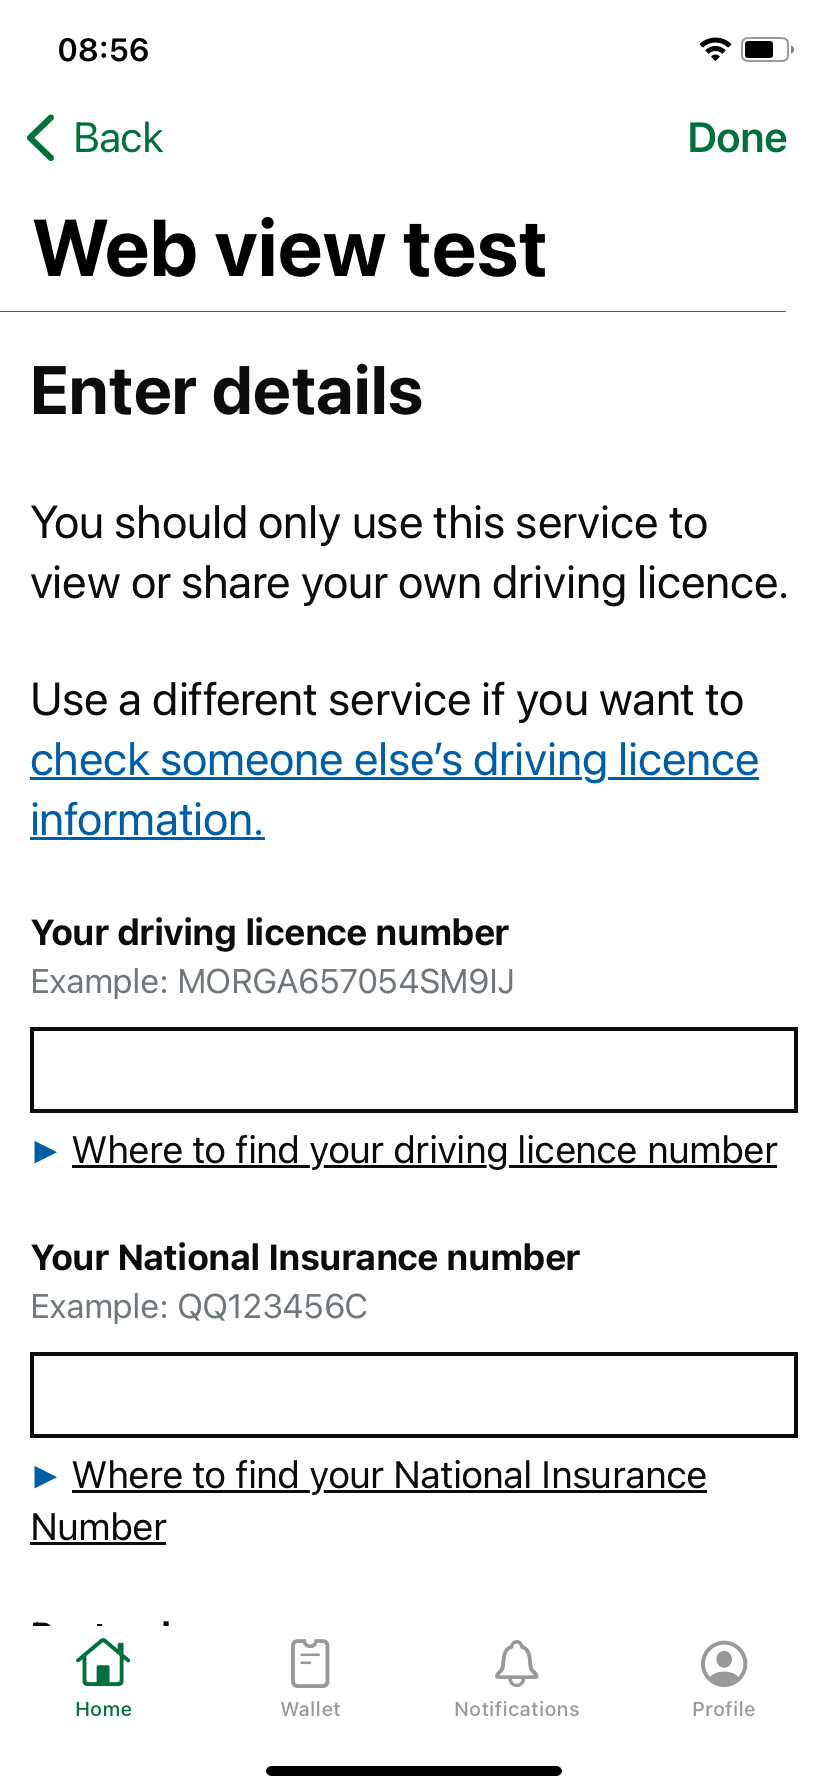 08:56
Back
Done
Web view test
Enter details
You should only use this service to
view or share your own driving licence.
Use a different service if you want to
check someone else’s driving licence
information.
Your driving licence number
Example: MORGA657054SM9IJ
Where to find your driving licence number
Your National Insurance number
Example: QQ123456C
Where to find your National Insurance
Number
Home
Wallet
Notifications
Profile